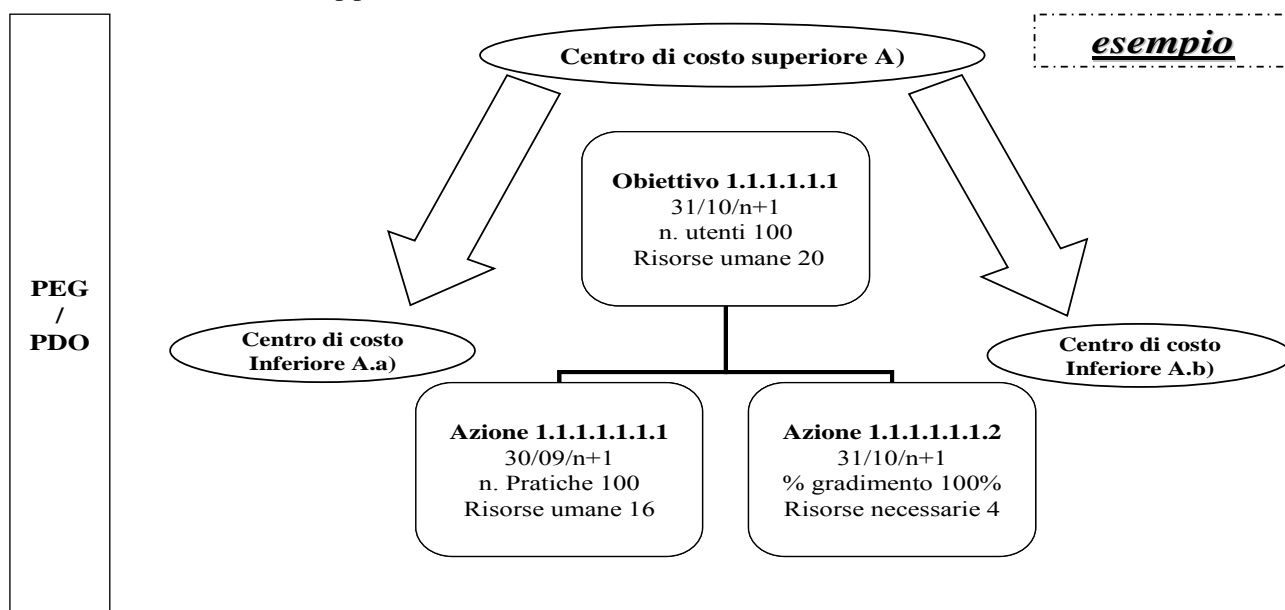 Centro di costo superiore A)
esempio
Obiettivo 1.1.1.1.1.1
31/10/n+1
n. utenti 100
Risorse umane 20
PEG
/
PDO
Centro di costo
Inferiore A.a)
Centro di costo
Inferiore A.b)
Azione 1.1.1.1.1.1.1
30/09/n+1
n. Pratiche 100
Risorse umane 16
Azione 1.1.1.1.1.1.2
31/10/n+1
% gradimento 100%
Risorse necessarie 4